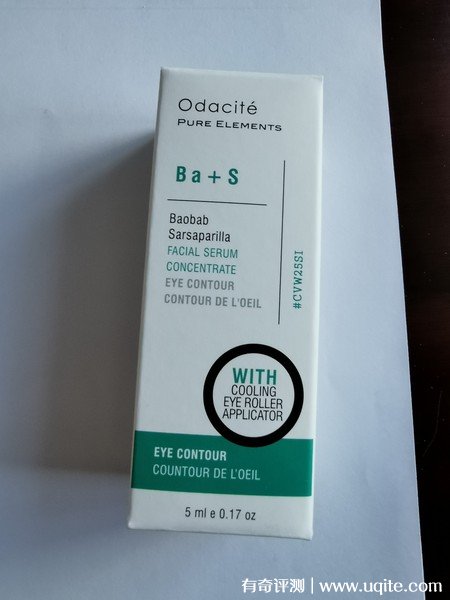 Odacité
PURE ELEMENTS
Ba+S
Baobab
Sarsaparilla
FACIAL SERUM
CONCENTRATE
EYE CONTOUR
CONTOUR DE L'OEIL
#CVW25SI
WITH
COOLING
EYE ROLLER
APPLICATOR
EYE CONTOUR
COUNTOUR DE L'OEIL
5 ml e 0.17 oz
有奇评测 | www.uqite.com